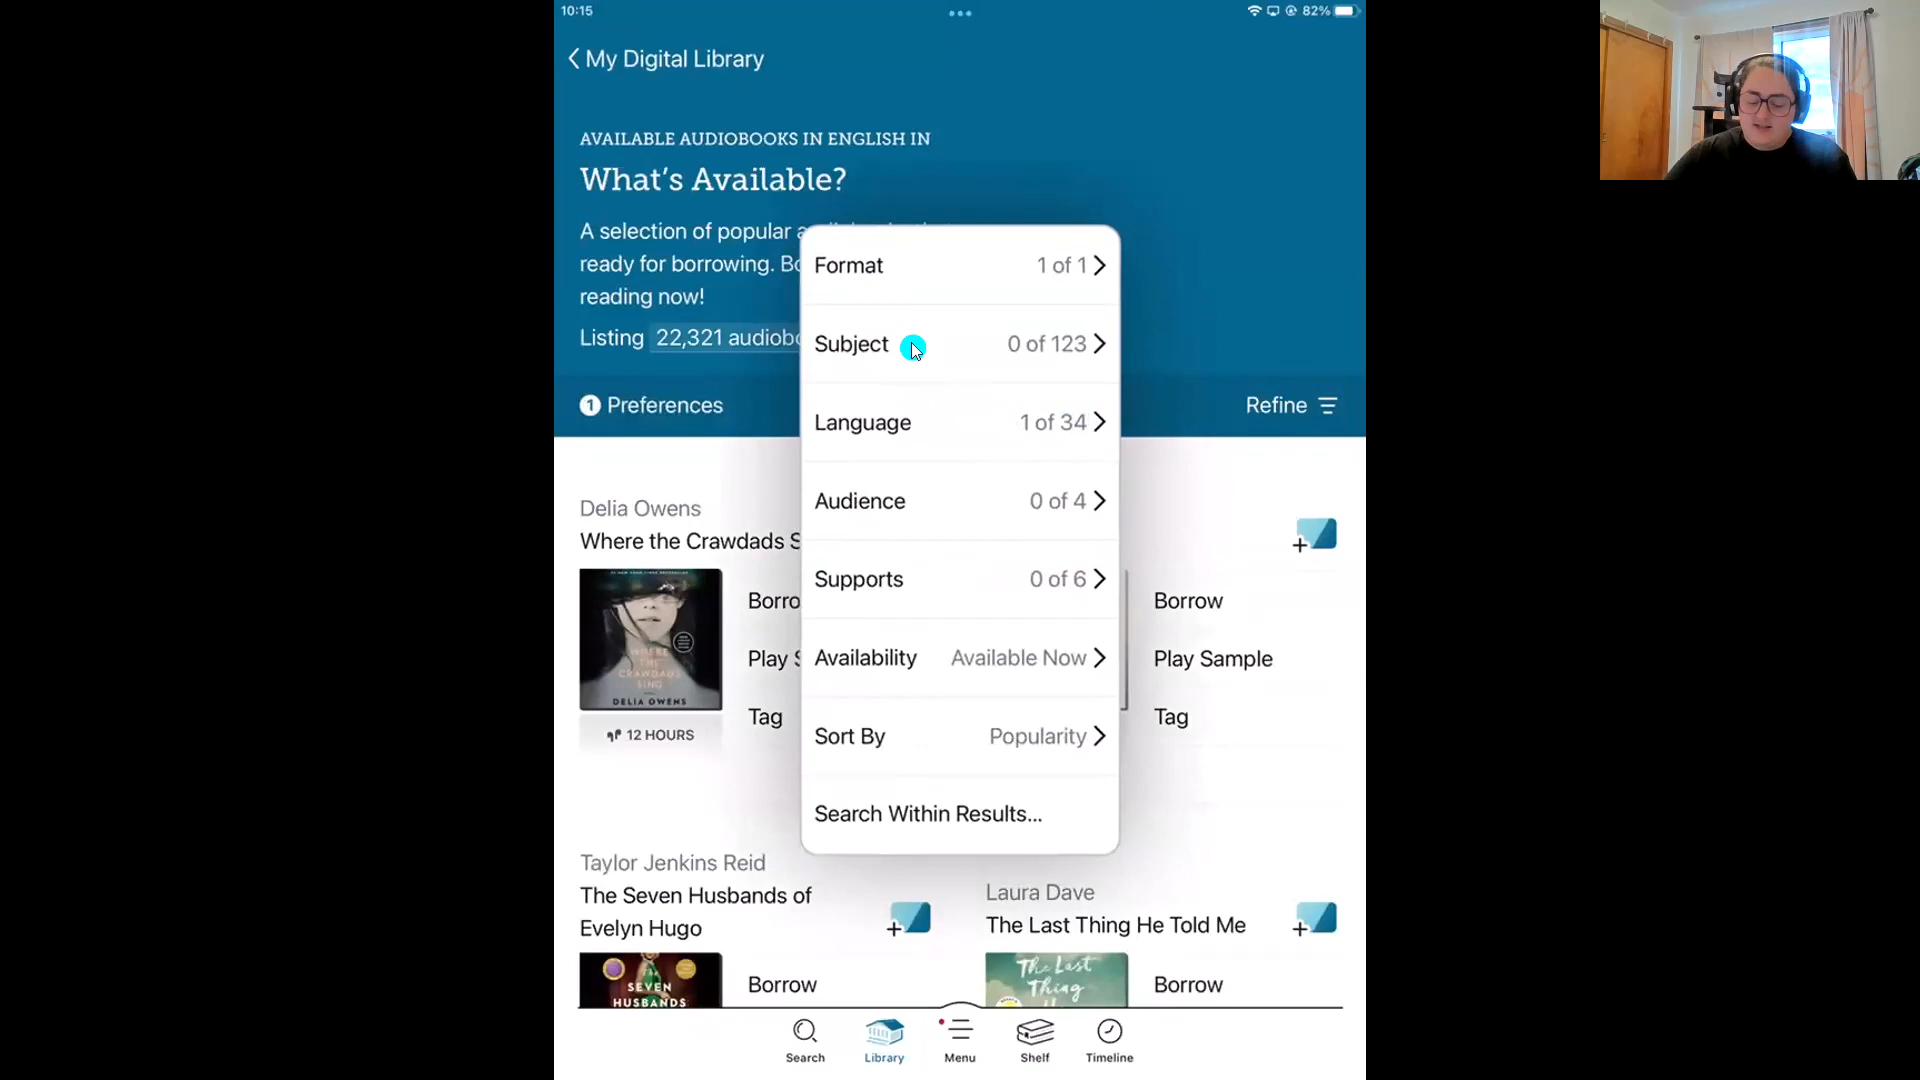 10:15
82%
My Digital Library
AVAILABLE AUDIOBOOKS IN ENGLISH IN
What's Available?
A selection of popular
ready for borrowing.
reading now!
Listing 22,321
1 Preferences
Refine
Format 1 of 1
Subject 0 of 123
Language 1 of 34
Audience 0 of 4
Supports 0 of 6
Availability Available Now
Sort By Popularity
Search Within Results...
Delia Owens
Where the Crawdads
WHERE
THE
CRAWDADS
SING
DELIA OWENS
12 HOURS
Play
Tag
Borrow
Play Sample
Tag
Taylor Jenkins Reid
The Seven Husbands of
Evelyn Hugo
SEVEN
HUSBANDS
Borrow
Laura Dave
The Last Thing He Told Me
The Last
Thing
Borrow
Search
Library
Menu
Shelf
Timeline